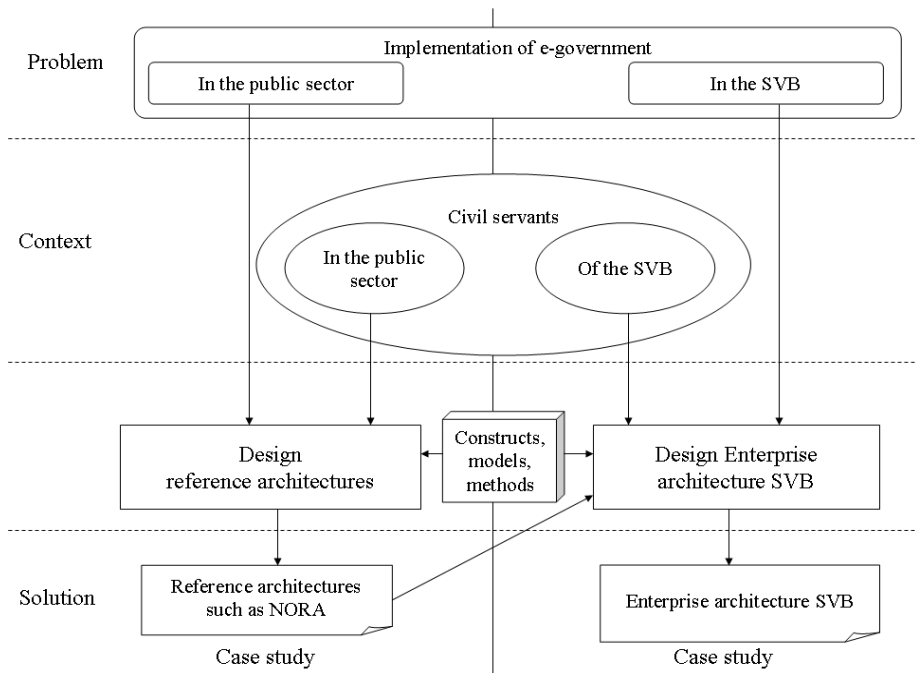 Problem
Implementation of e-government
In the public sector
In the SVB
Context
Civil servants
In the public
sector
Of the SVB
Design
reference architectures
Constructs,
models,
methods
Design Enterprise
architecture SVB
Solution
Reference architectures
such as NORA
Enterprise architecture SVB
Case study
Case study